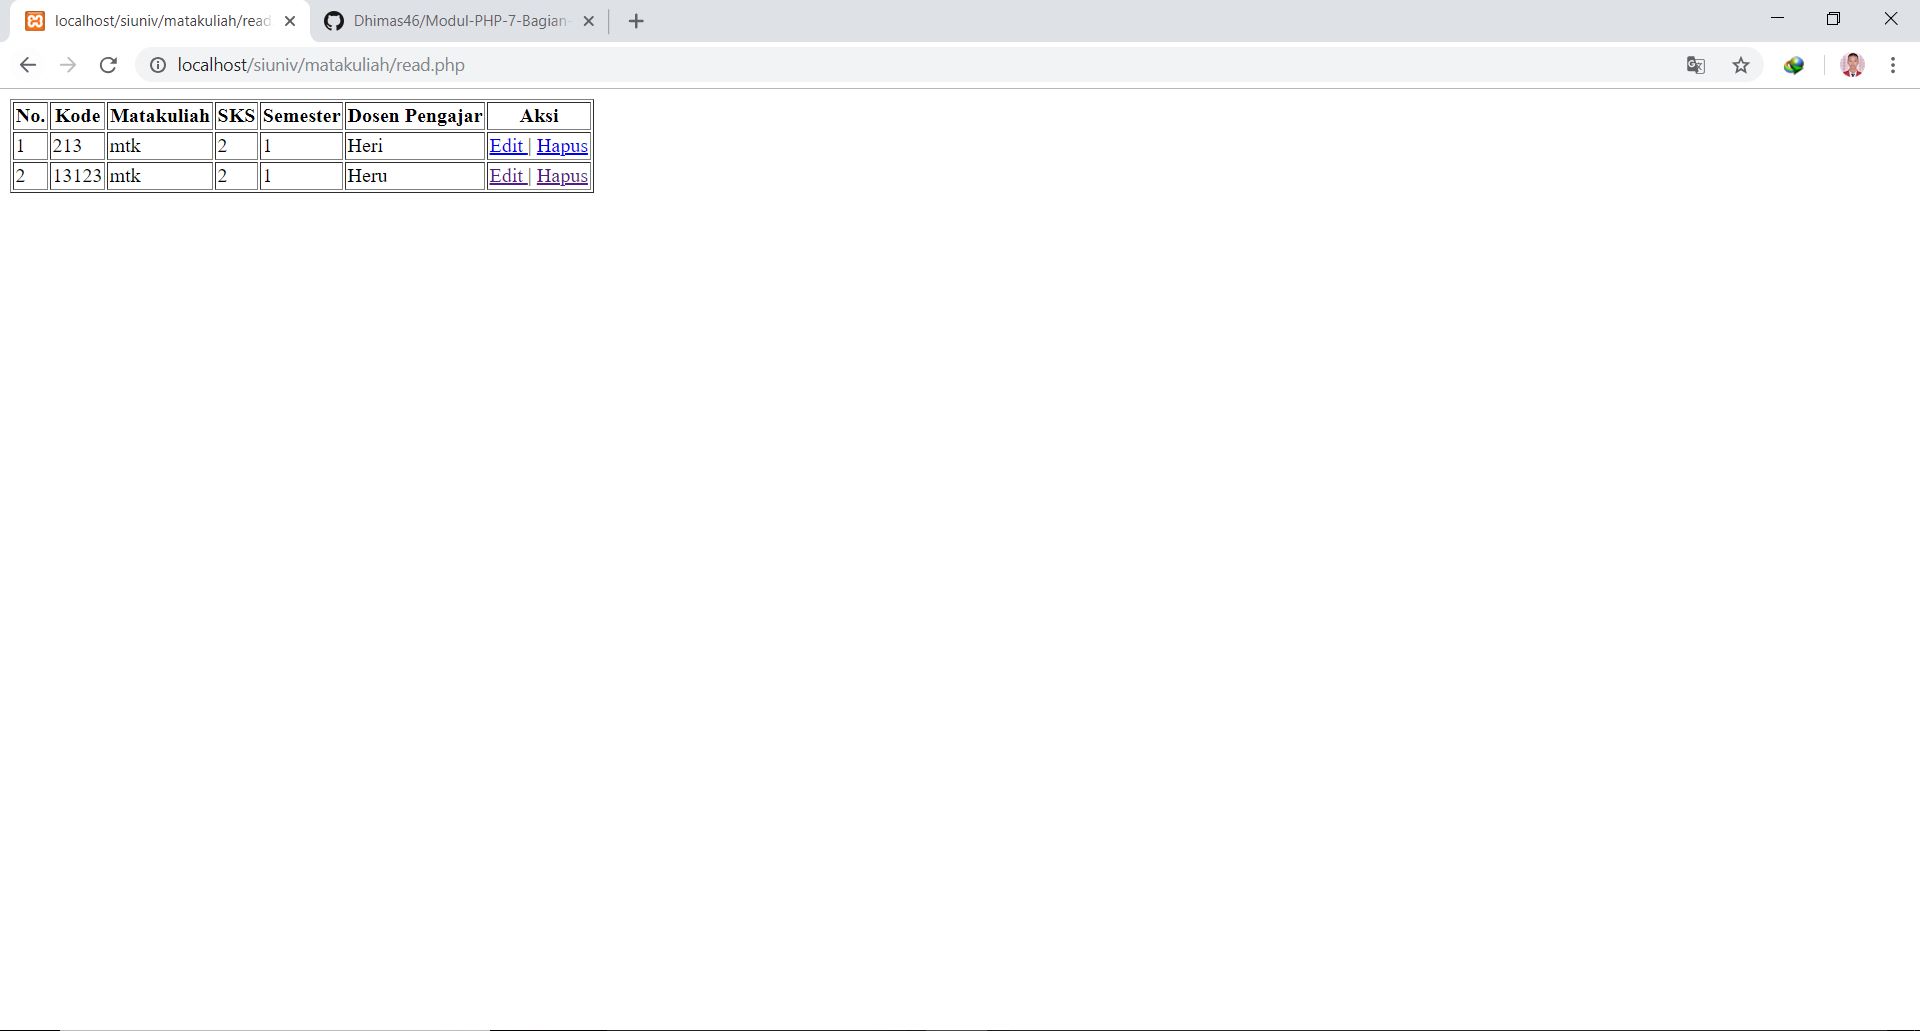 localhost/siuniv/matakuliah/read
Dhimas46/Modul-PHP-7-Bagian-
localhost/siuniv/matakuliah/read.php
No. Kode Matakuliah SKS Semester Dosen Pengajar Aksi
1 213 mtk 2 1 Heri Edit | Hapus
2 13123 mtk 2 1 Heru Edit | Hapus